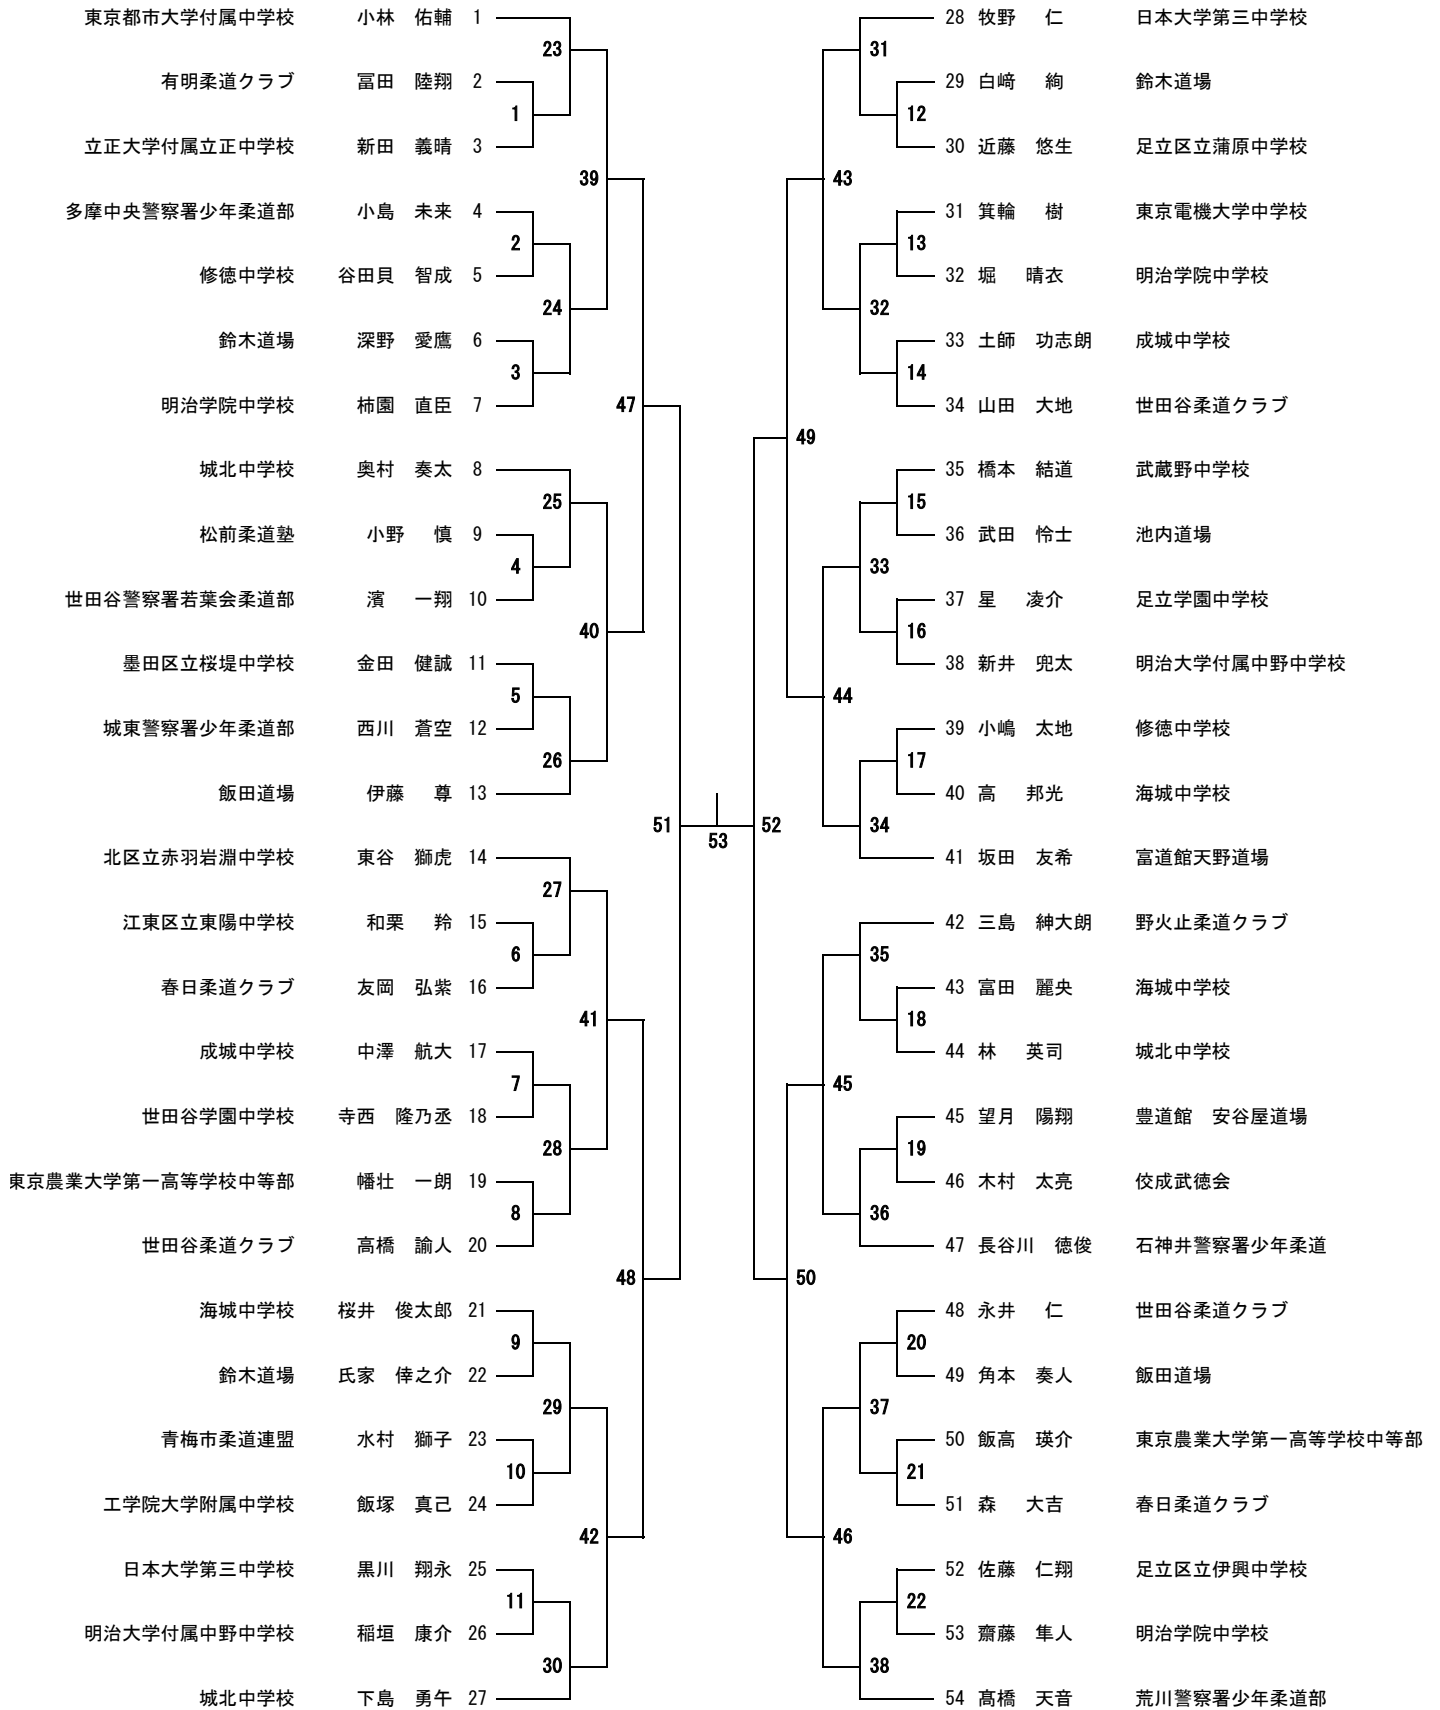 東京都市大学付属中学校 小林 佑輔 1
23
有明柔道クラブ 冨田 陸翔 2
1
立正大学付属立正中学校 新田 義晴 3
39
多摩中央警察署少年柔道部 小島 未来 4
2
修徳中学校 谷田貝 智成 5
24
鈴木道場 深野 愛鷹 6
3
明治学院中学校 柿園 直臣 7
47
城北中学校 奥村 奏太 8
25
松前柔道塾 小野 慎 9
4
世田谷警察署若葉会柔道部 濱 一翔 10
40
墨田区立桜堤中学校 金田 健誠 11
5
城東警察署少年柔道部 西川 蒼空 12
26
飯田道場 伊藤 尊 13
51
53
北区立赤羽岩淵中学校 東谷 獅虎 14
27
江東区立東陽中学校 和栗 羚 15
6
春日柔道クラブ 友岡 弘紫 16
41
成城中学校 中澤 航大 17
7
世田谷学園中学校 寺西 隆乃丞 18
28
東京農業大学第一高等学校中等部 幡壮 一朗 19
8
世田谷柔道クラブ 高橋 諭人 20
48
海城中学校 桜井 俊太郎 21
9
鈴木道場 氏家 倖之介 22
29
青梅市柔道連盟 水村 獅子 23
10
工学院大学附属中学校 飯塚 真己 24
42
日本大学第三中学校 黒川 翔永 25
11
明治大学付属中野中学校 稲垣 康介 26
30
城北中学校 下島 勇午 27
28 牧野 仁 日本大学第三中学校
31
29 白﨑 絢 鈴木道場
12
30 近藤 悠生 足立区立蒲原中学校
43
31 箕輪 樹 東京電機大学中学校
13
32 堀 晴衣 明治学院中学校
32
33 土師 功志朗 成城中学校
14
34 山田 大地 世田谷柔道クラブ
49
35 橋本 結道 武蔵野中学校
15
36 武田 怜士 池内道場
33
37 星 凌介 足立学園中学校
16
38 新井 兜太 明治大学付属中野中学校
44
39 小嶋 太地 修徳中学校
17
40 高 邦光 海城中学校
52
34
41 坂田 友希 富道館天野道場
42 三島 紳大朗 野火止柔道クラブ
35
43 富田 麗央 海城中学校
18
44 林 英司 城北中学校
45
45 望月 陽翔 豊道館 安谷屋道場
19
46 木村 太亮 佼成武徳会
36
47 長谷川 徳俊 石神井警察署少年柔道
50
48 永井 仁 世田谷柔道クラブ
20
49 角本 奏人 飯田道場
37
50 飯高 瑛介 東京農業大学第一高等学校中等部
21
51 森 大吉 春日柔道クラブ
46
52 佐藤 仁翔 足立区立伊興中学校
22
53 齋藤 隼人 明治学院中学校
38
54 髙橋 天音 荒川警察署少年柔道部